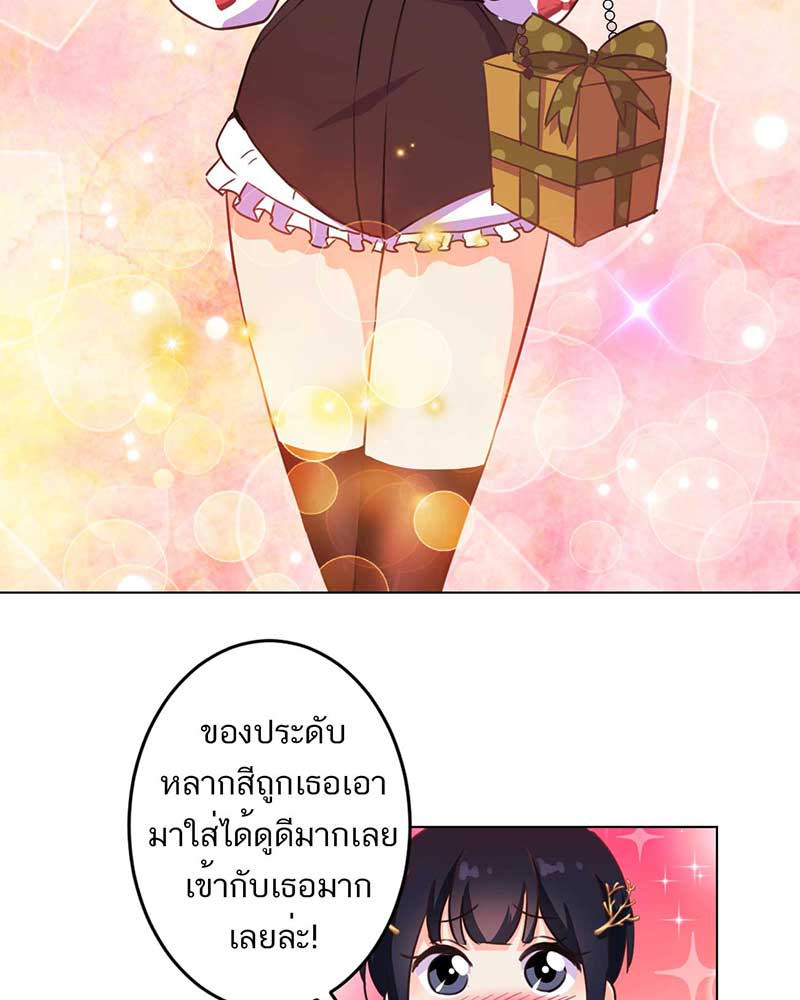 ของประดับ
หลากสีถูกเธอเอา
มาใส่ได้ดูดีมากเลย
เข้ากับเธอมาก
เลยล่ะ!